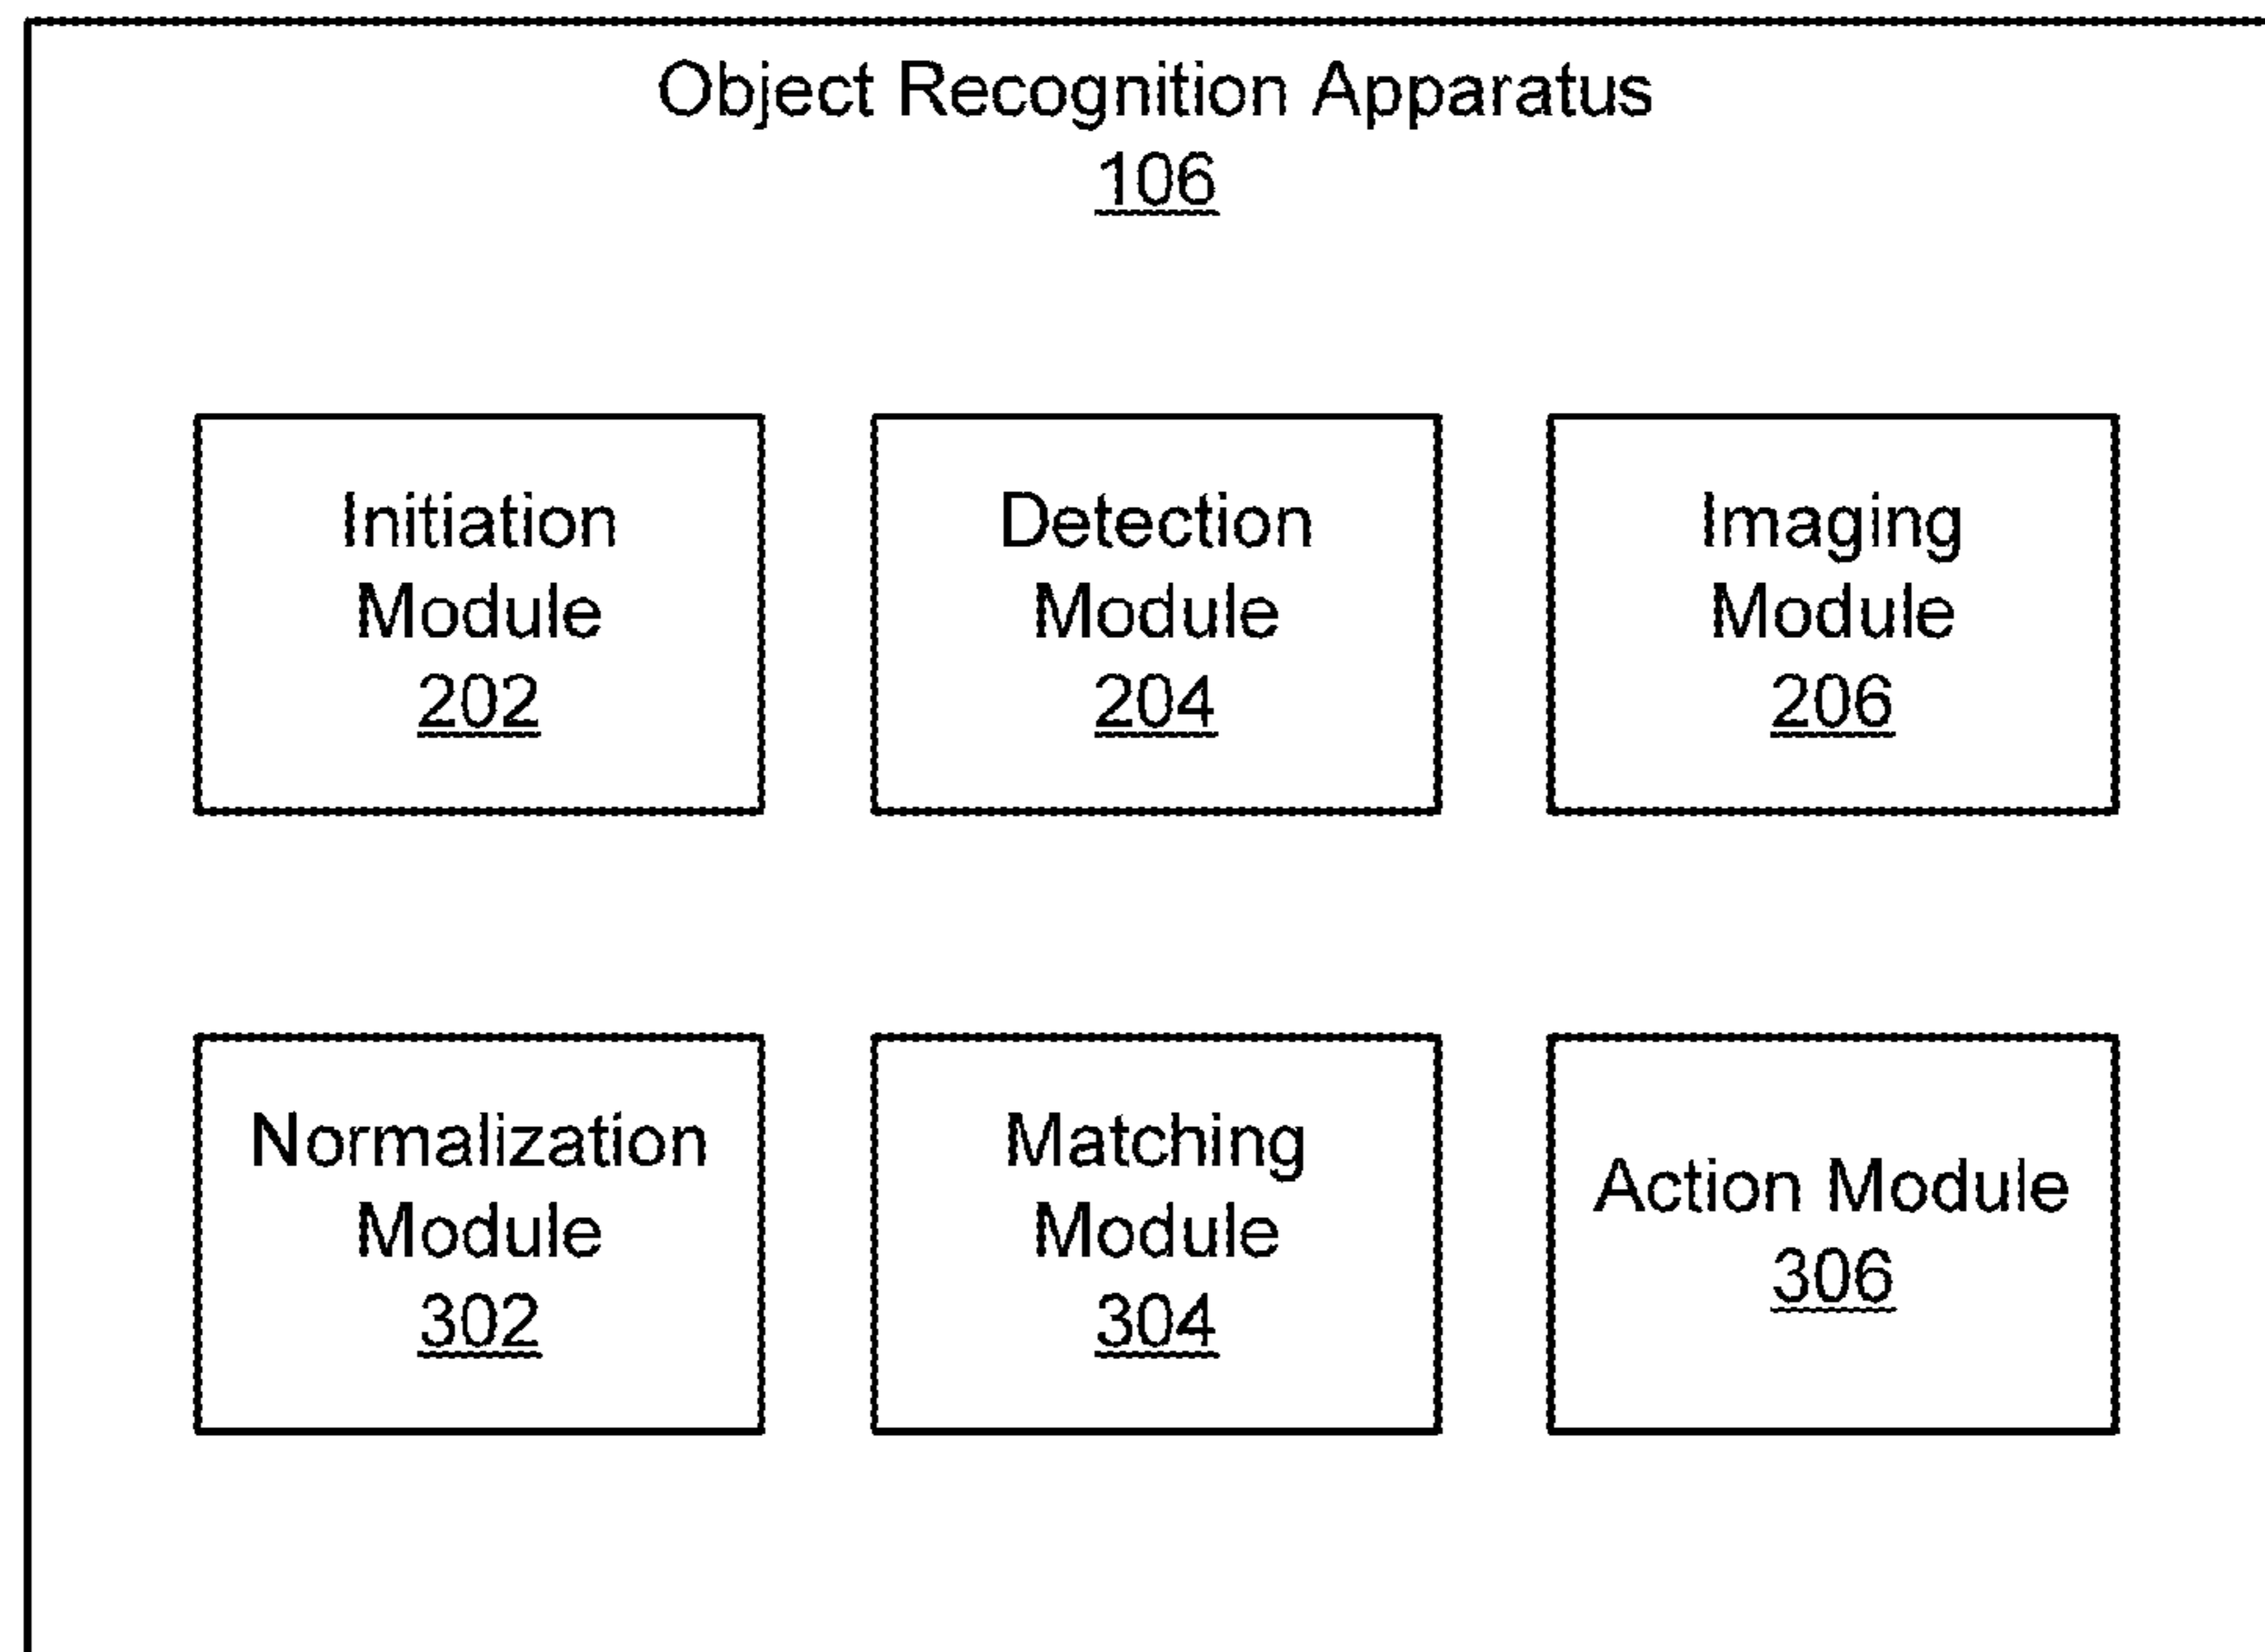 Object Recognition Apparatus
106
Initiation
Module
202
Detection
Module
204
Imaging
Module
206
Normalization
Module
302
Matching
Module
304
Action Module
306